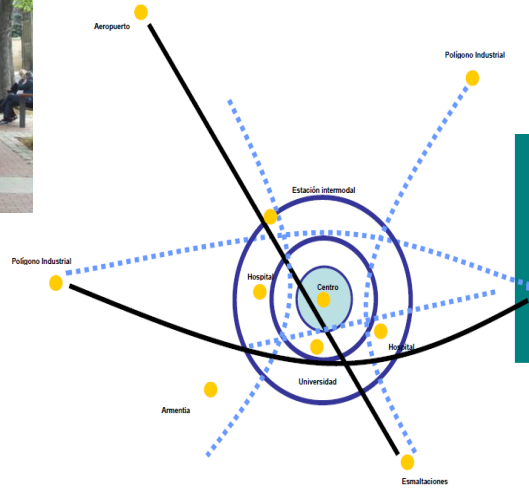 Aeropuerto
Polígono Industrial
Estación intermodal
Polígono Industrial
Hospital
Centro
Hospital
Universidad
Armentia
Esmaltaciones